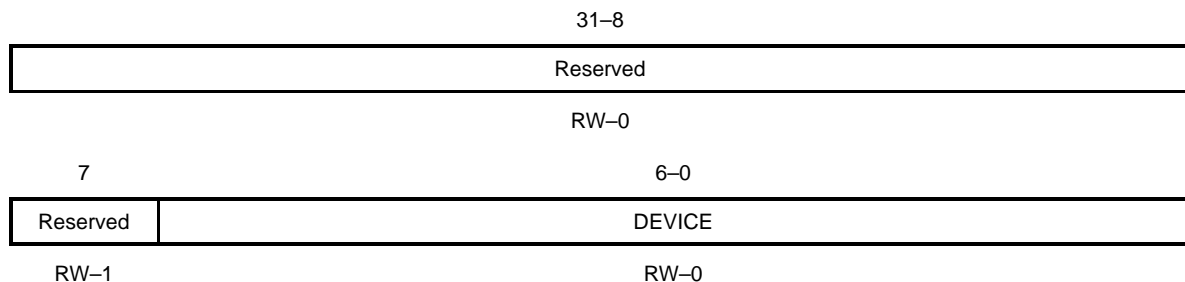 31–8
Reserved
RW–0
7 6–0
Reserved DEVICE
RW–1 RW–0